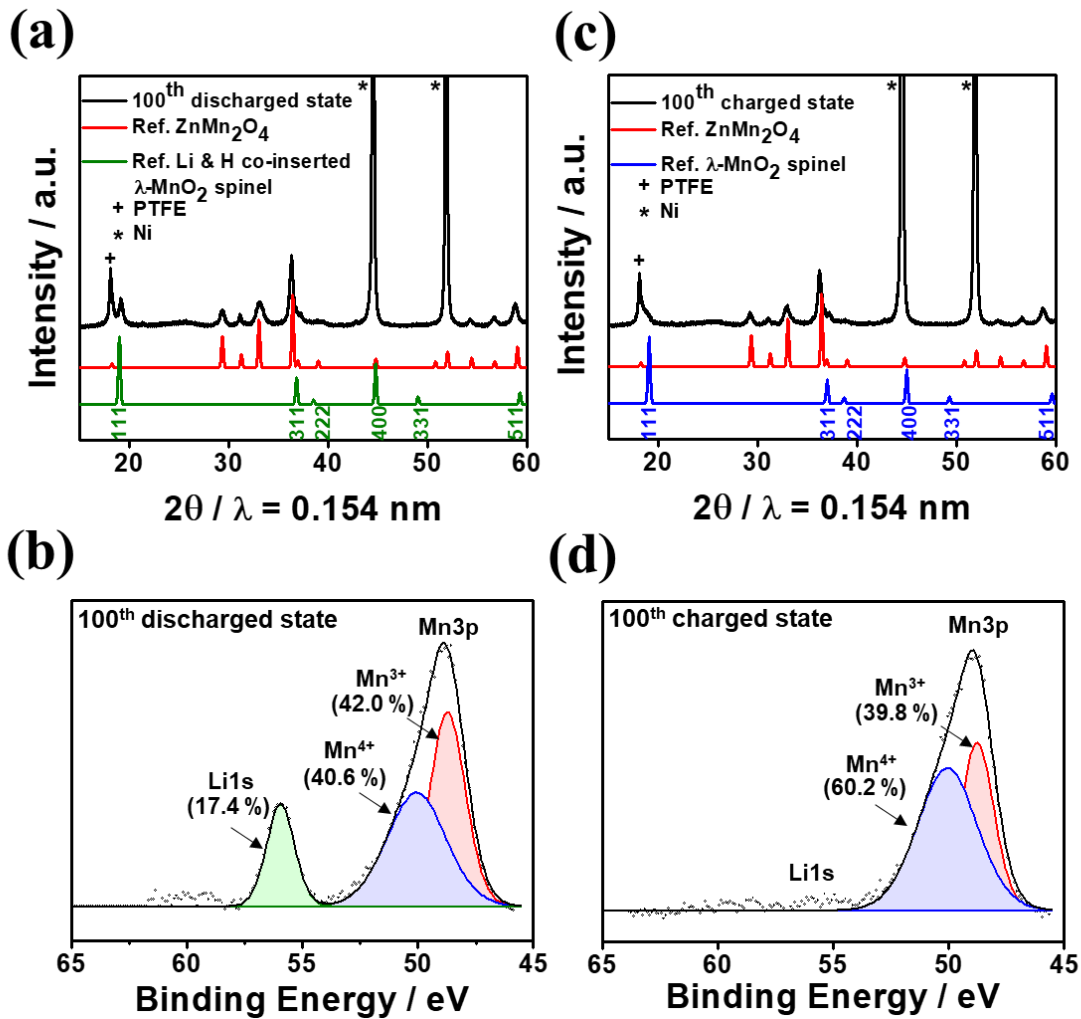 (a)
Intensity / a.u.
100th discharged state
Ref. ZnMn2O4
Ref. Li & H co-inserted
λ-MnO2 spinel
+ PTFE
* Ni
*
*
+
111
311
222
400
331
511
20
30
40
50
60
2θ / λ = 0.154 nm
(c)
Intensity / a.u.
100th charged state
Ref. ZnMn2O4
Ref. λ-MnO2 spinel
+ PTFE
* Ni
*
*
+
111
311
222
400
331
511
20
30
40
50
60
2θ / λ = 0.154 nm
(b)
100th discharged state
Mn3p
Mn3+
(42.0 %)
Mn4+
(40.6 %)
Li1s
(17.4 %)
65
60
55
50
45
Binding Energy / eV
(d)
100th charged state
Mn3p
Mn3+
(39.8 %)
Mn4+
(60.2 %)
Li1s
65
60
55
50
45
Binding Energy / eV